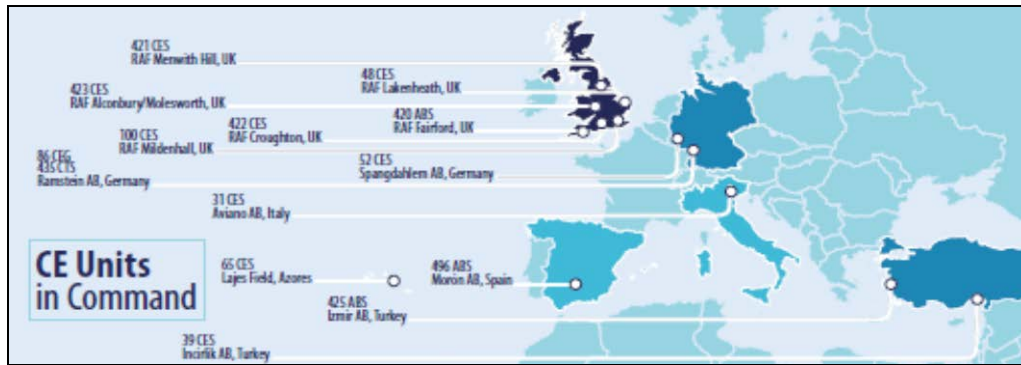 421 CES
RAF Menwith Hill, UK
48 CES
RAF Lakenheath, UK
423 CES
RAF Alconbury/Molesworth, UK
420 ABS
RAF Fairford, UK
422 CES
RAF Croughton, UK
100 CES
RAF Mildenhall, UK
86 CEG
435 CTS
Ramstein AB, Germany
52 CES
Spangdahlem AB, Germany
31 CES
Aviano AB, Italy
CE Units
in Command
65 CES
Lajes Field, Azores
496 ABS
Morón AB, Spain
425 ABS
Izmir AB, Turkey
39 CES
Incirlik AB, Turkey